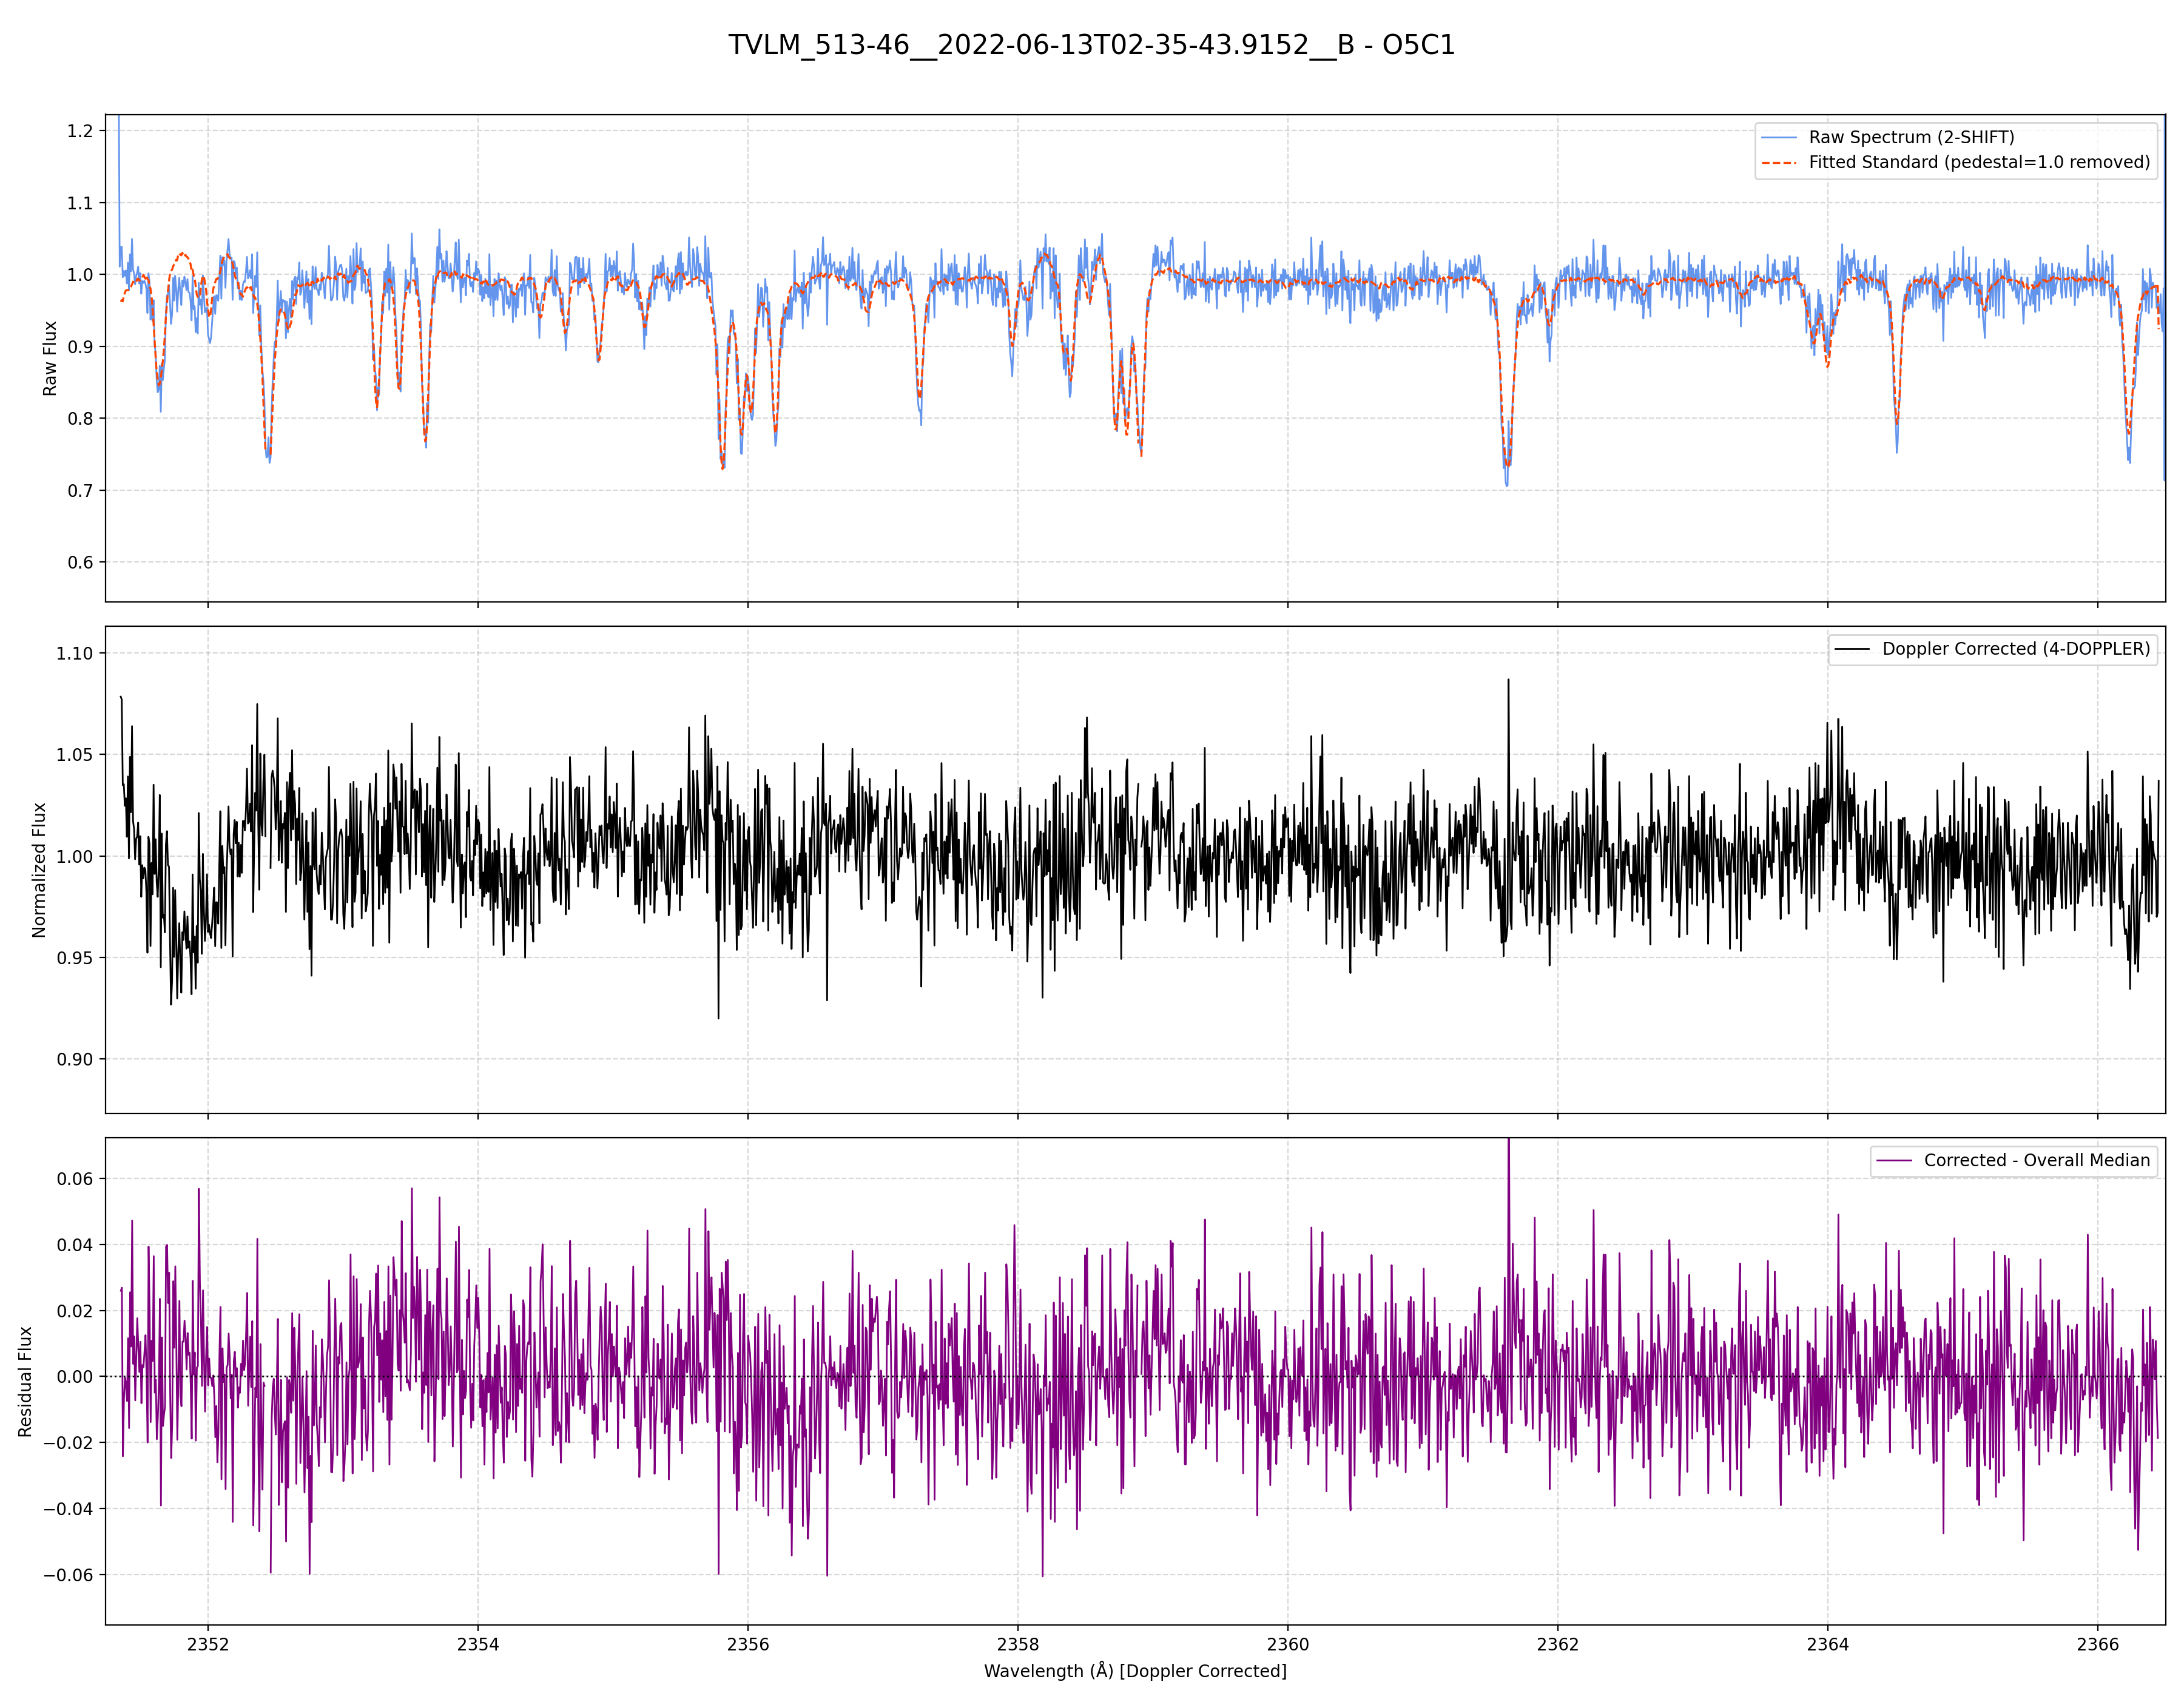 TVLM_513-46__2022-06-13T02-35-43.9152__B - O5C1
1.2
1.1
1.0
0.9
0.8
0.7
0.6
Raw Flux
Raw Spectrum (2-SHIFT)
Fitted Standard (pedestal=1.0 removed)
1.10
1.05
1.00
0.95
0.90
Normalized Flux
Doppler Corrected (4-DOPPLER)
0.06
0.04
0.02
0.00
−0.02
−0.04
−0.06
Residual Flux
Corrected - Overall Median
2352 2354 2356 2358 2360 2362 2364 2366
Wavelength (Å) [Doppler Corrected]